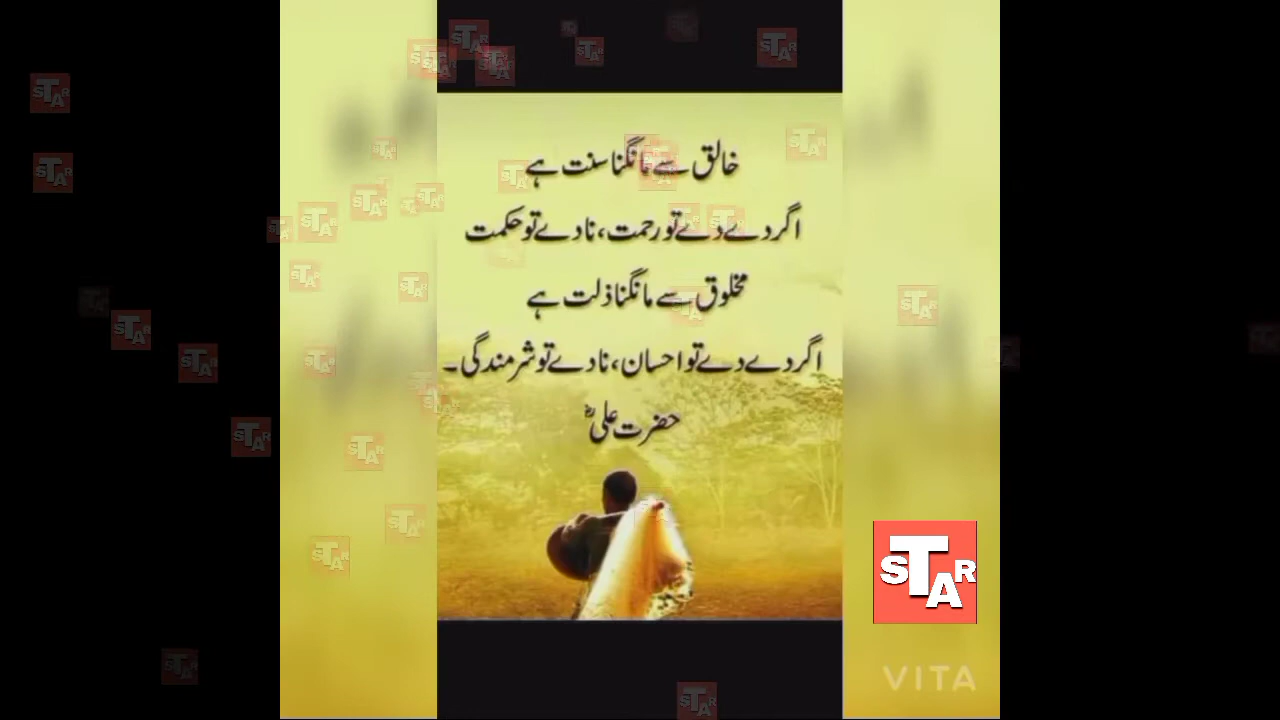 خالق سے مانگنا سنت ہے
اگر دے دے تو رحمت، نا دے تو حکمت
مخلوق سے مانگنا ذلت ہے
اگر دے دے تو احسان، نا دے تو شرمندگی۔
حضرت علیؓ
STAR
VITA